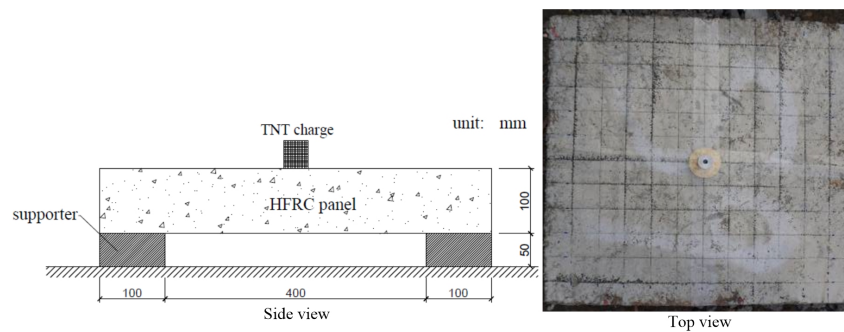 TNT charge
unit: mm
HFRC panel
100
supporter
50
100
400
100
Side view
Top view